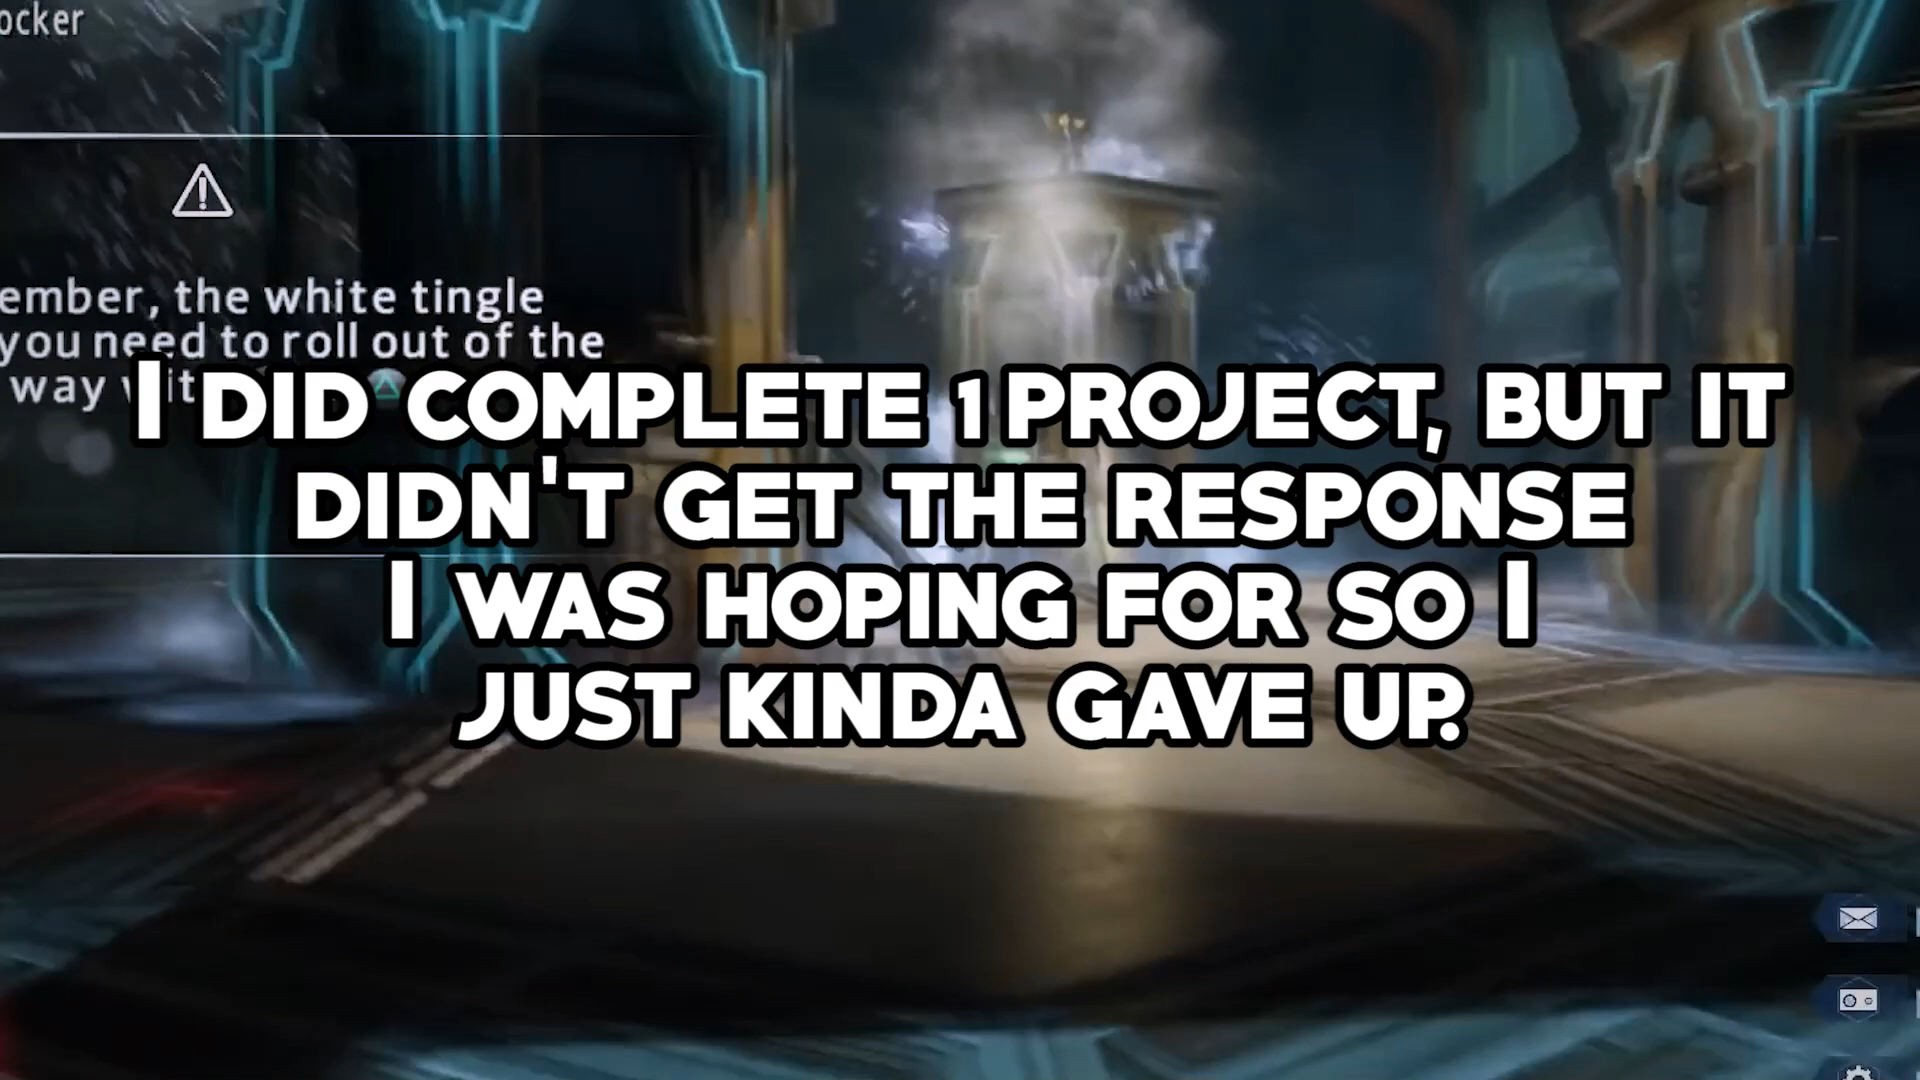 ocker
ember, the white tingle
you need to roll out of the
way
I DID COMPLETE 1 PROJECT, BUT IT
DIDN'T GET THE RESPONSE
I WAS HOPING FOR SO I
JUST KINDA GAVE UP.